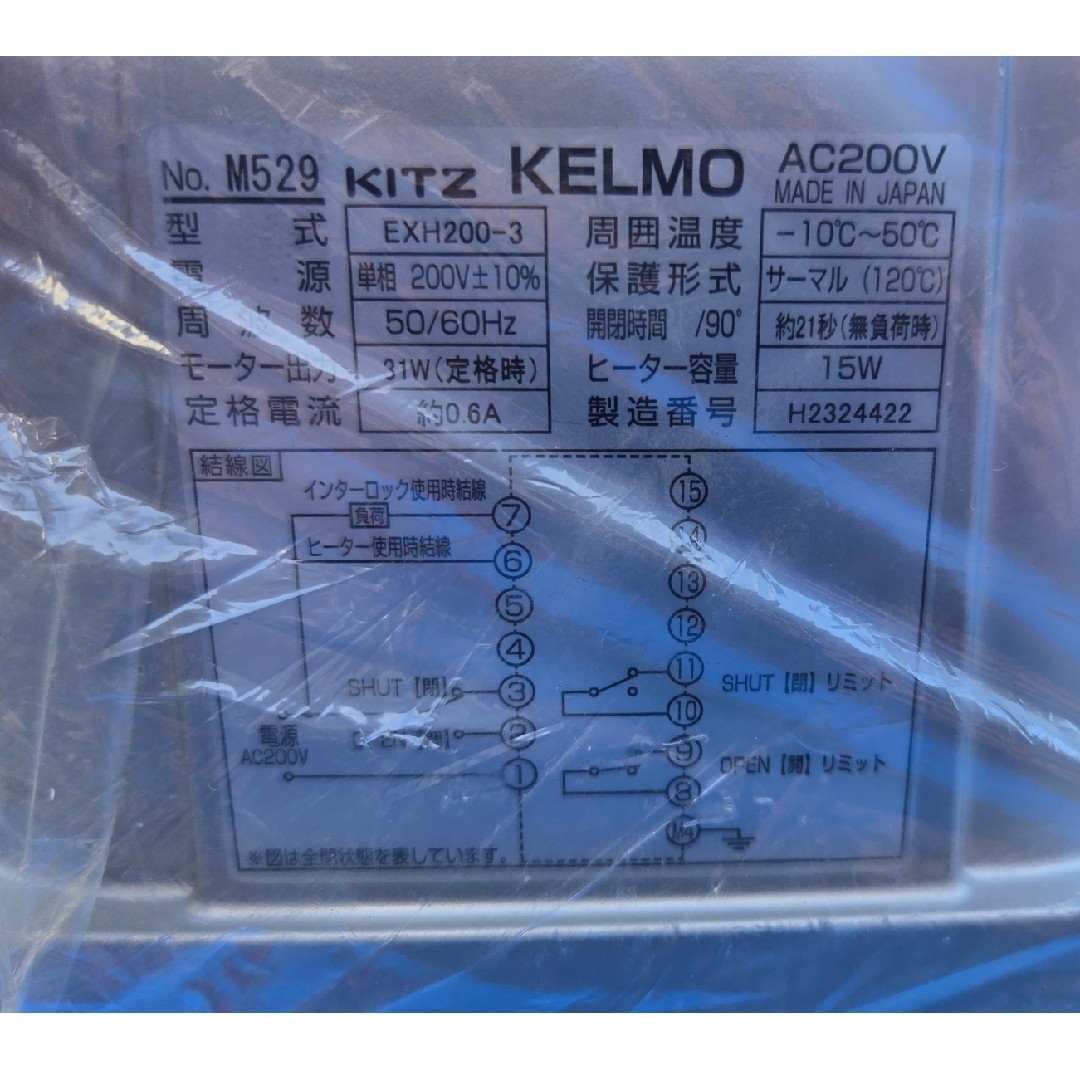 No. M529 KITZ KELMO AC200V
MADE IN JAPAN
型式 EXH200-3 周囲温度 -10℃~50℃
電源 単相 200V±10% 保護形式 サーマル (120℃)
周波数 50/60Hz 開閉時間 /90° 約21秒(無負荷時)
モーター出力 31W(定格時) ヒーター容量 15W
定格電流 約0.6A 製造番号 H2324422
結線図
インターロック使用時結線
負荷
ヒーター使用時結線
⑦
⑥
⑤
④
SHUT【閉】 ③
OPEN【開】 ②
電源
AC200V
①
⑮
⑭
⑬
⑫
⑪
⑩
SHUT【閉】リミット
⑨
⑧
OPEN【開】リミット
M4
※図は全閉状態を表しています。